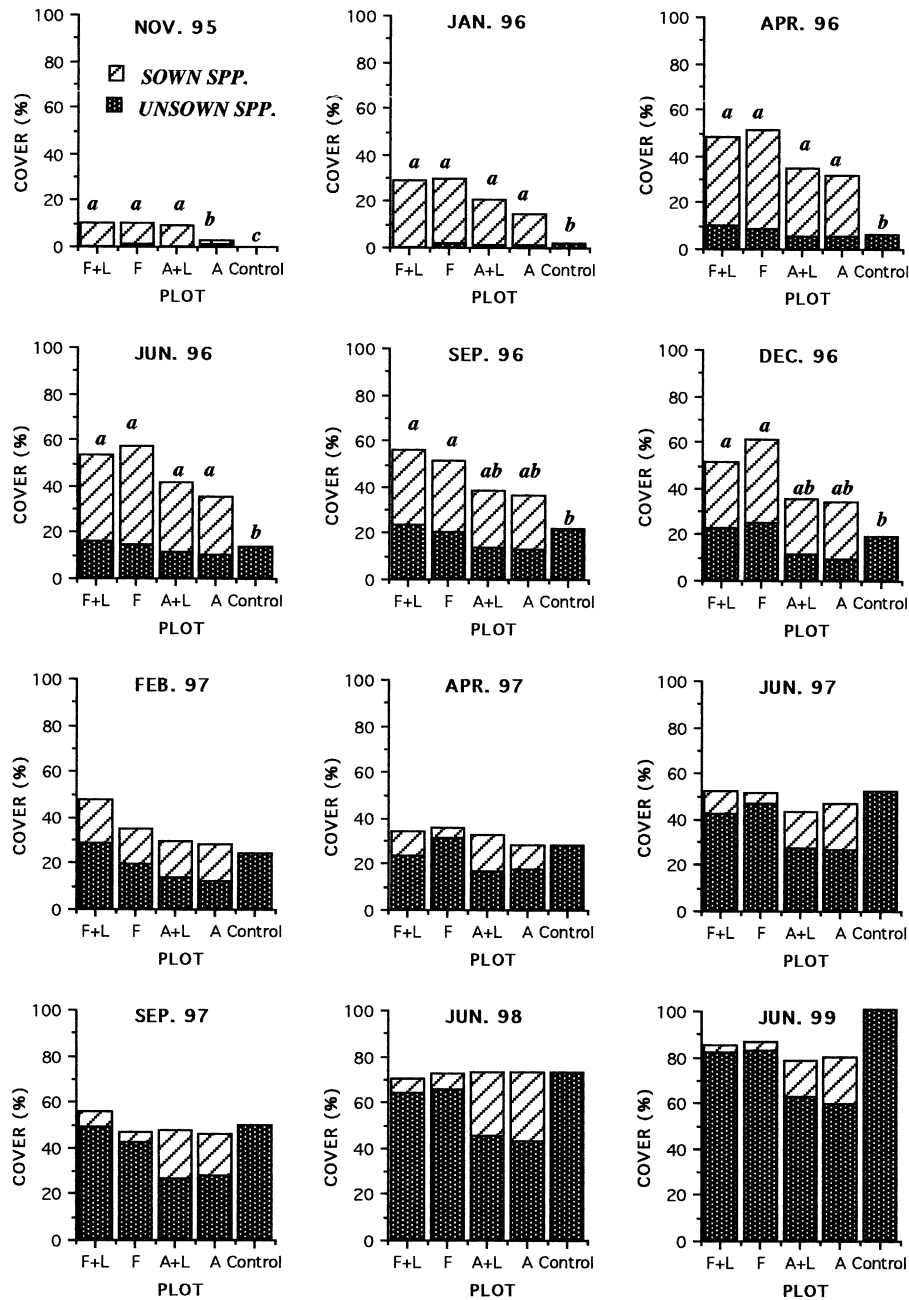 NOV. 95
SOWN SPP.
UNSOWN SPP.
COVER (%)
100
80
60
40
20
0
a a a b c
F+L F A+L A Control
PLOT
JAN. 96
COVER (%)
100
80
60
40
20
0
a a a a b
F+L F A+L A Control
PLOT
APR. 96
COVER (%)
100
80
60
40
20
0
a a a a b
F+L F A+L A Control
PLOT
JUN. 96
COVER (%)
100
80
60
40
20
0
a a a a b
F+L F A+L A Control
PLOT
SEP. 96
COVER (%)
100
80
60
40
20
0
a a ab ab b
F+L F A+L A Control
PLOT
DEC. 96
COVER (%)
100
80
60
40
20
0
a a ab ab b
F+L F A+L A Control
PLOT
FEB. 97
COVER (%)
100
80
60
40
20
0
F+L F A+L A Control
PLOT
APR. 97
COVER (%)
100
80
60
40
20
0
F+L F A+L A Control
PLOT
JUN. 97
COVER (%)
100
80
60
40
20
0
F+L F A+L A Control
PLOT
SEP. 97
COVER (%)
100
80
60
40
20
0
F+L F A+L A Control
PLOT
JUN. 98
COVER (%)
100
80
60
40
20
0
F+L F A+L A Control
PLOT
JUN. 99
COVER (%)
100
80
60
40
20
0
F+L F A+L A Control
PLOT